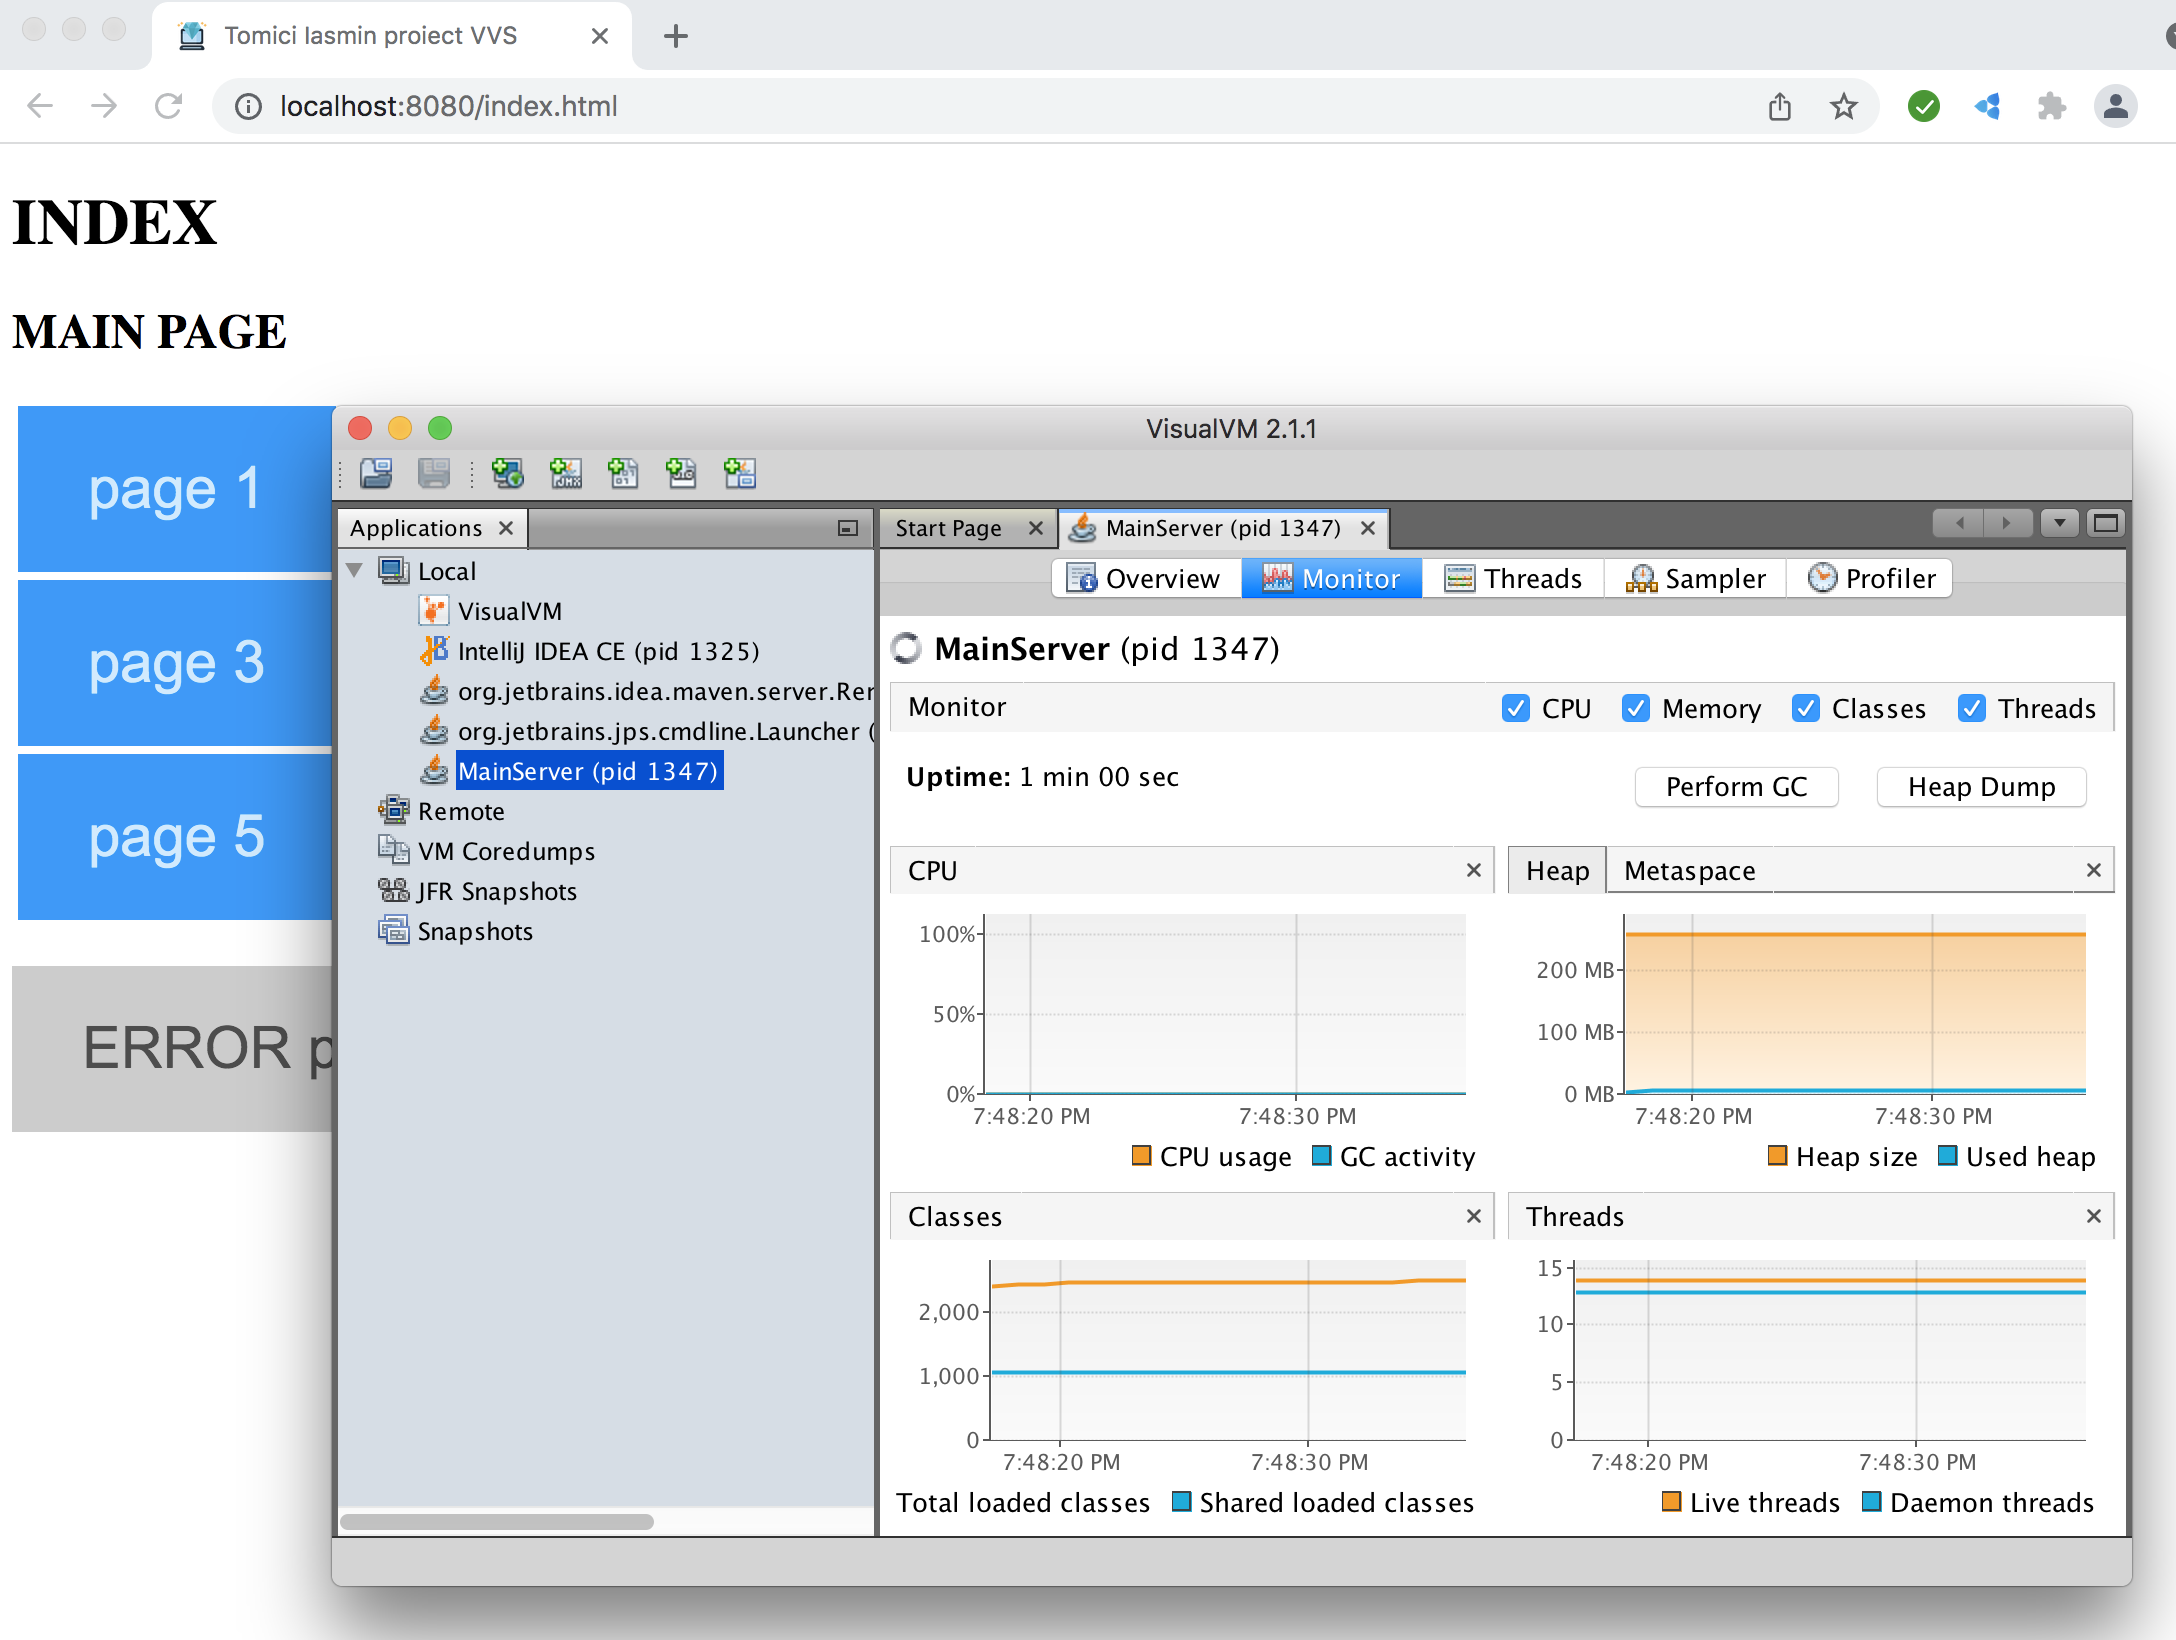 Tomici Iasmin proiect VVS
localhost:8080/index.html
INDEX
MAIN PAGE
page 1
page 3
page 5
ERROR p
VisualVM 2.1.1
Applications
Local
VisualVM
IntelliJ IDEA CE (pid 1325)
org.jetbrains.idea.maven.server.Rer
org.jetbrains.jps.cmdline.Launcher (
MainServer (pid 1347)
Remote
VM Coredumps
JFR Snapshots
Snapshots
Start Page
MainServer (pid 1347)
Overview Monitor Threads Sampler Profiler
MainServer (pid 1347)
Monitor CPU Memory Classes Threads
Uptime: 1 min 00 sec
Perform GC Heap Dump
CPU
100%
50%
0%
7:48:20 PM 7:48:30 PM
CPU usage GC activity
Heap Metaspace
200 MB
100 MB
0 MB
7:48:20 PM 7:48:30 PM
Heap size Used heap
Classes
2,000
1,000
0
7:48:20 PM 7:48:30 PM
Total loaded classes Shared loaded classes
Threads
15
10
5
0
7:48:20 PM 7:48:30 PM
Live threads Daemon threads